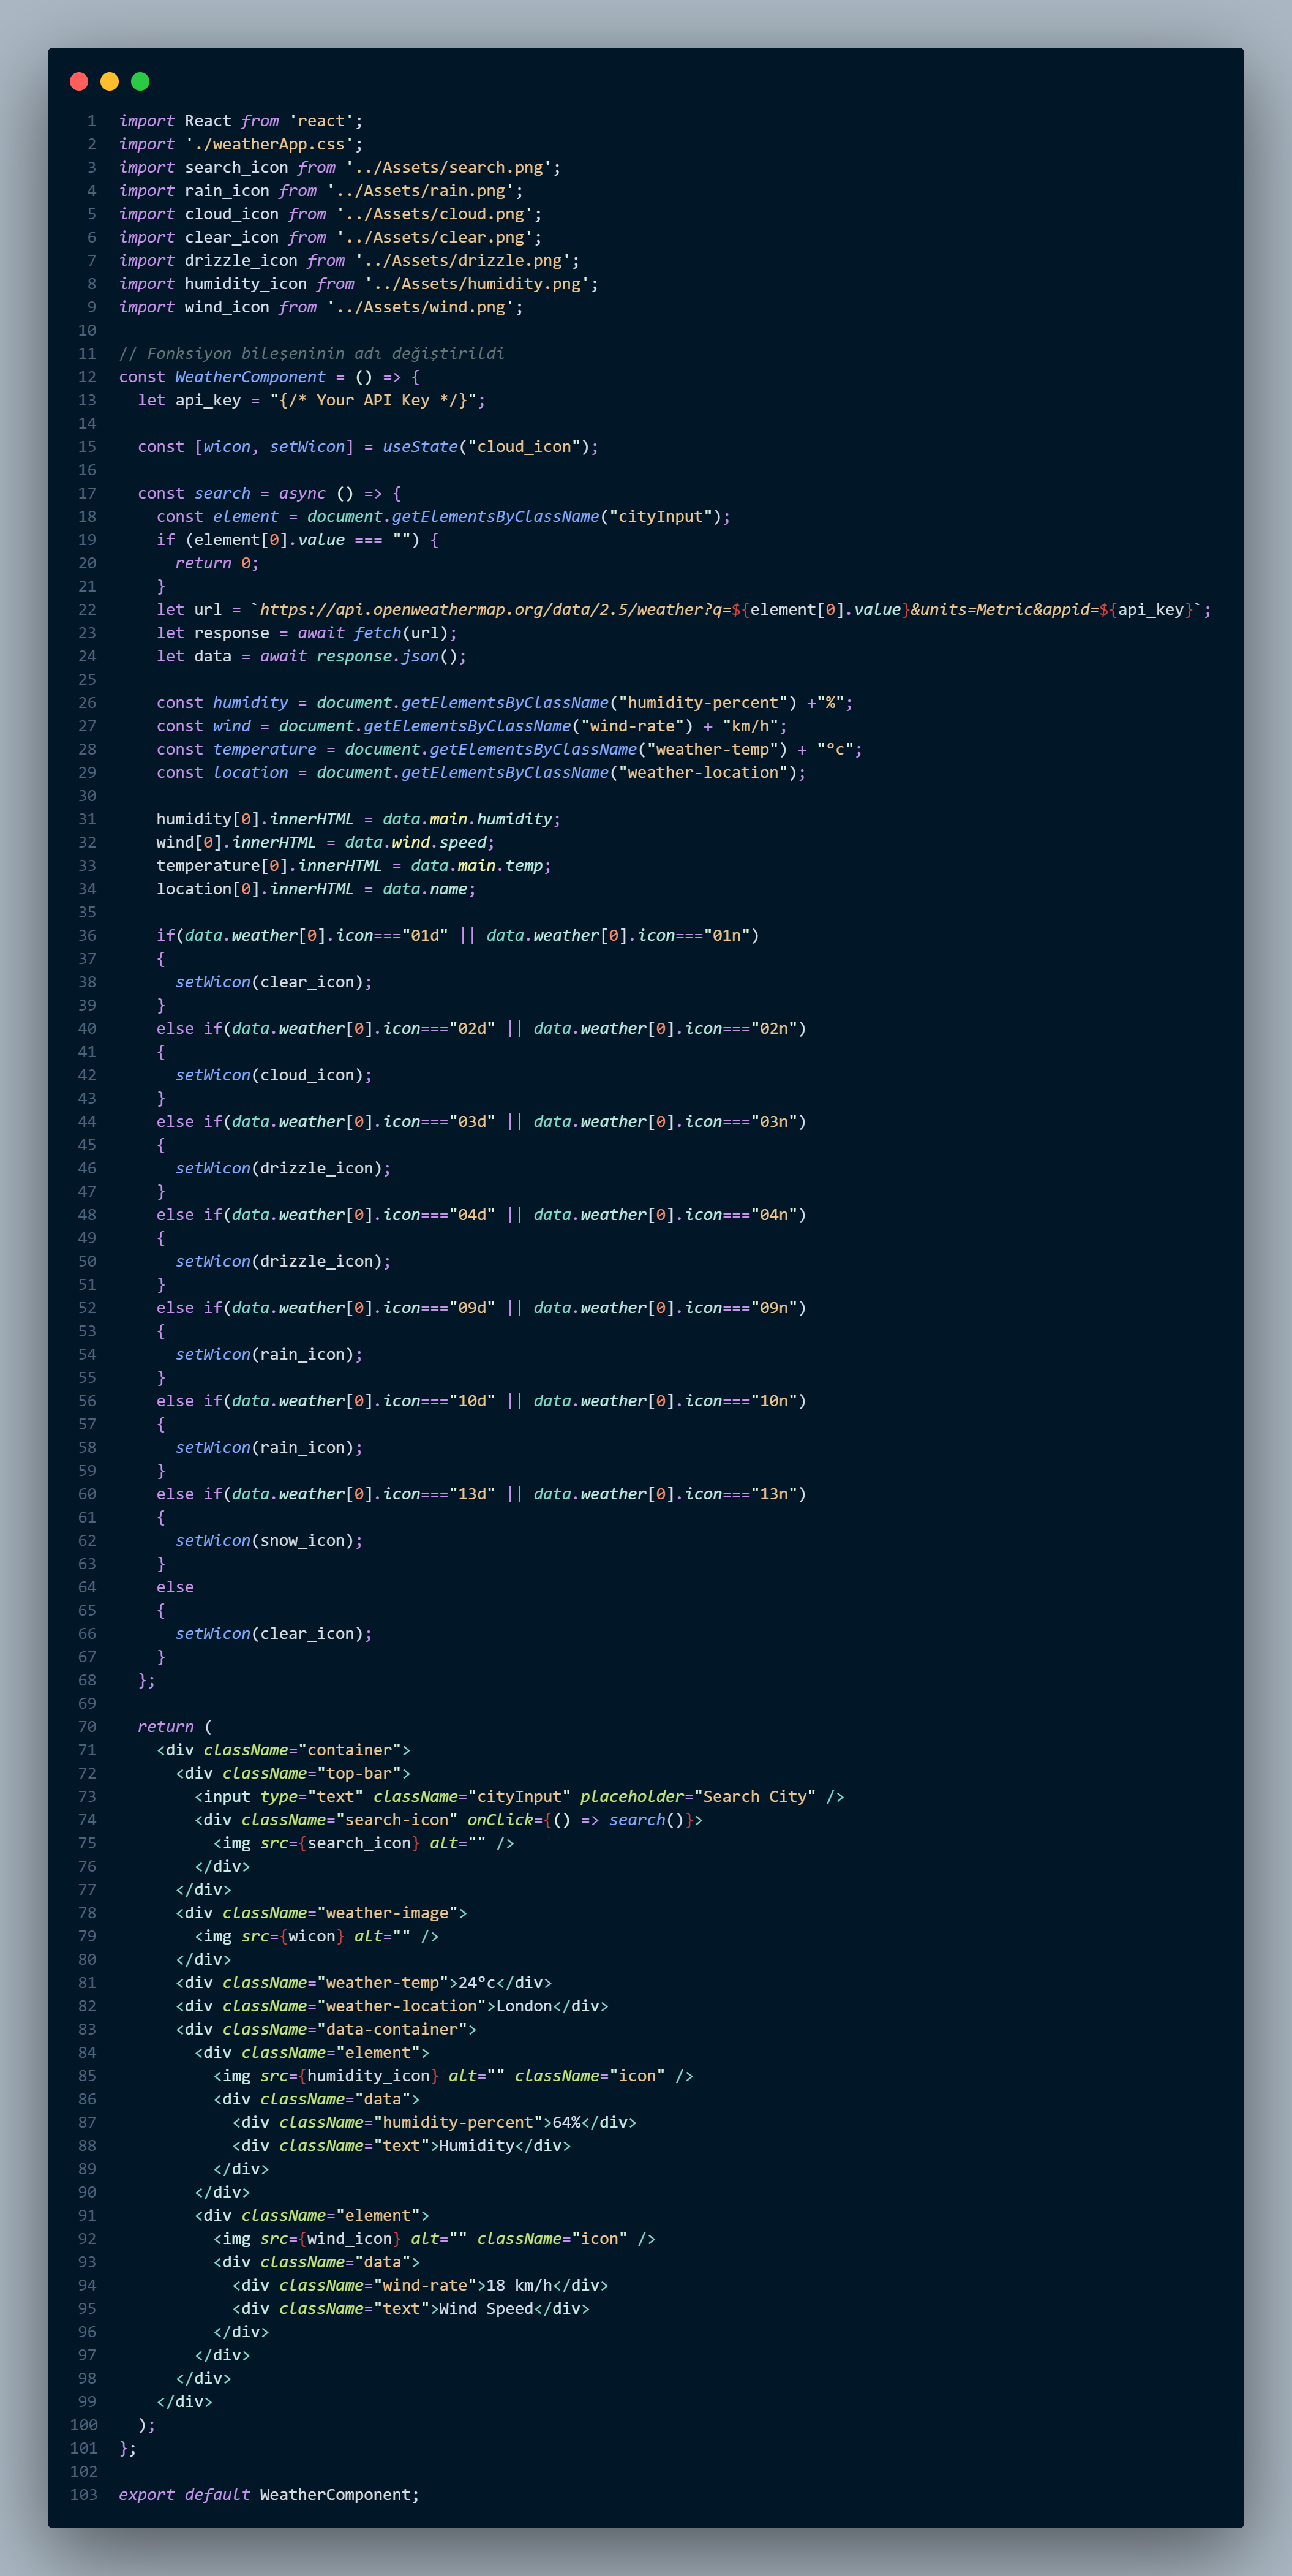 1 import React from 'react';
2 import './weatherApp.css';
3 import search_icon from '../Assets/search.png';
4 import rain_icon from '../Assets/rain.png';
5 import cloud_icon from '../Assets/cloud.png';
6 import clear_icon from '../Assets/clear.png';
7 import drizzle_icon from '../Assets/drizzle.png';
8 import humidity_icon from '../Assets/humidity.png';
9 import wind_icon from '../Assets/wind.png';
10
11 // Fonksiyon bileşeninin adı değiştirildi
12 const WeatherComponent = () => {
13   let api_key = "{/* Your API Key */}";
14
15   const [wicon, setWicon] = useState("cloud_icon");
16
17   const search = async () => {
18     const element = document.getElementsByClassName("cityInput");
19     if (element[0].value === "") {
20       return 0;
21     }
22     let url = `https://api.openweathermap.org/data/2.5/weather?q=${element[0].value}&units=Metric&appid=${api_key}`;
23     let response = await fetch(url);
24     let data = await response.json();
25
26     const humidity = document.getElementsByClassName("humidity-percent") +"%";
27     const wind = document.getElementsByClassName("wind-rate") + "km/h";
28     const temperature = document.getElementsByClassName("weather-temp") + "°c";
29     const location = document.getElementsByClassName("weather-location");
30
31     humidity[0].innerHTML = data.main.humidity;
32     wind[0].innerHTML = data.wind.speed;
33     temperature[0].innerHTML = data.main.temp;
34     location[0].innerHTML = data.name;
35
36     if(data.weather[0].icon==="01d" || data.weather[0].icon==="01n")
37     {
38       setWicon(clear_icon);
39     }
40     else if(data.weather[0].icon==="02d" || data.weather[0].icon==="02n")
41     {
42       setWicon(cloud_icon);
43     }
44     else if(data.weather[0].icon==="03d" || data.weather[0].icon==="03n")
45     {
46       setWicon(drizzle_icon);
47     }
48     else if(data.weather[0].icon==="04d" || data.weather[0].icon==="04n")
49     {
50       setWicon(drizzle_icon);
51     }
52     else if(data.weather[0].icon==="09d" || data.weather[0].icon==="09n")
53     {
54       setWicon(rain_icon);
55     }
56     else if(data.weather[0].icon==="10d" || data.weather[0].icon==="10n")
57     {
58       setWicon(rain_icon);
59     }
60     else if(data.weather[0].icon==="13d" || data.weather[0].icon==="13n")
61     {
62       setWicon(snow_icon);
63     }
64     else
65     {
66       setWicon(clear_icon);
67     }
68   };
69
70   return (
71     <div className="container">
72       <div className="top-bar">
73         <input type="text" className="cityInput" placeholder="Search City" />
74         <div className="search-icon" onClick={() => search()}>
75           <img src={search_icon} alt="" />
76         </div>
77       </div>
78       <div className="weather-image">
79         <img src={wicon} alt="" />
80       </div>
81       <div className="weather-temp">24°c</div>
82       <div className="weather-location">London</div>
83       <div className="data-container">
84         <div className="element">
85           <img src={humidity_icon} alt="" className="icon" />
86           <div className="data">
87             <div className="humidity-percent">64%</div>
88             <div className="text">Humidity</div>
89           </div>
90         </div>
91         <div className="element">
92           <img src={wind_icon} alt="" className="icon" />
93           <div className="data">
94             <div className="wind-rate">18 km/h</div>
95             <div className="text">Wind Speed</div>
96           </div>
97         </div>
98       </div>
99     </div>
100   );
101 };
102
103 export default WeatherComponent;